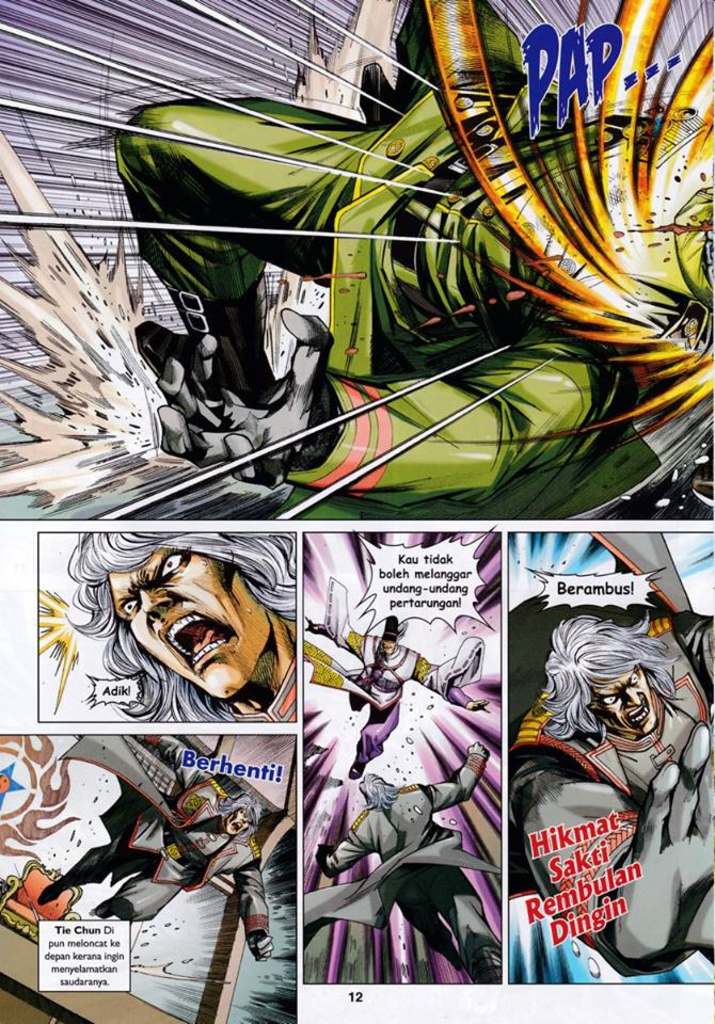 PAP...
Adik!
Berhenti!
Tie Chun Di
pun meloncat ke
depan kerana ingin
menyelamatkan
saudaranya.
Kau tidak
boleh melanggar
undang-undang
pertarungan!
Berambus!
Hikmat
Sakti
Rembulan
Dingin
12